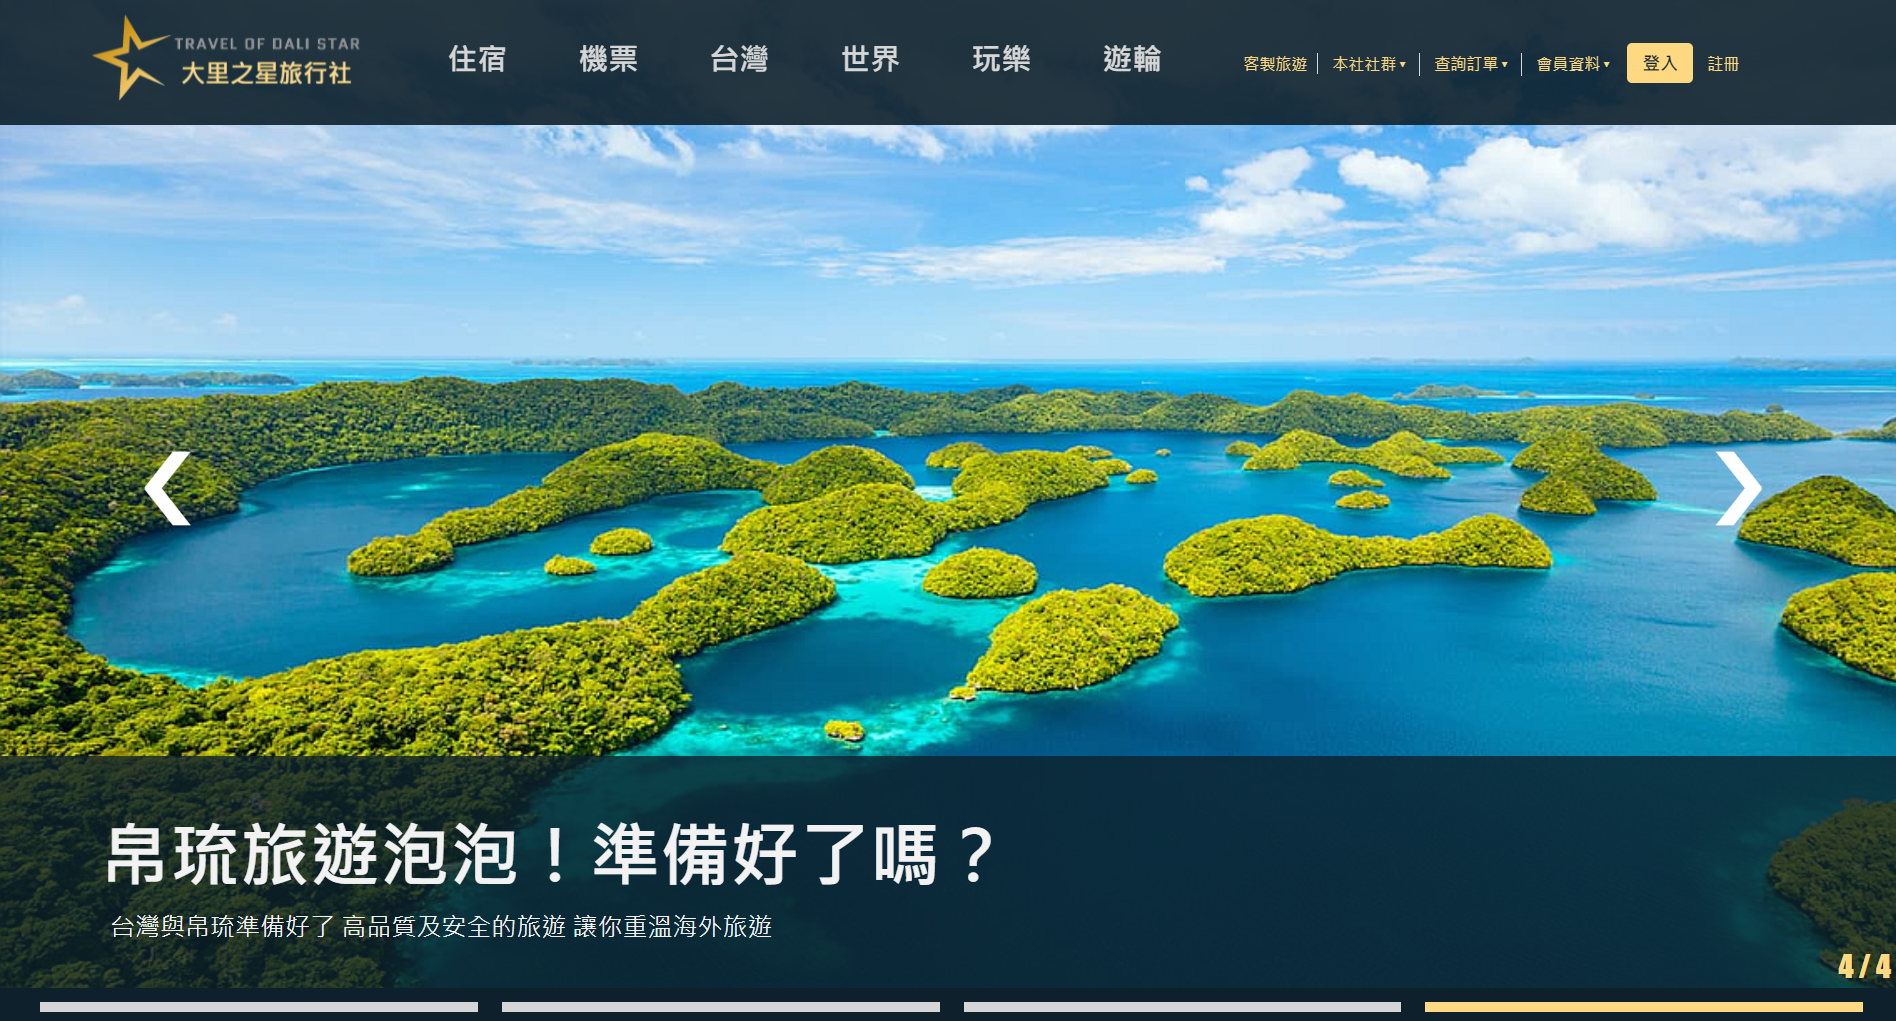 TRAVEL OF DALI STAR
大里之星旅行社
住宿 機票 台灣 世界 玩樂 遊輪
客製旅遊 本社社群▼ 查詢訂單▼ 會員資料▼ 登入 註冊
帛琉旅遊泡泡！準備好了嗎？
台灣與帛琉準備好了 高品質及安全的旅遊 讓你重溫海外旅遊
4/4